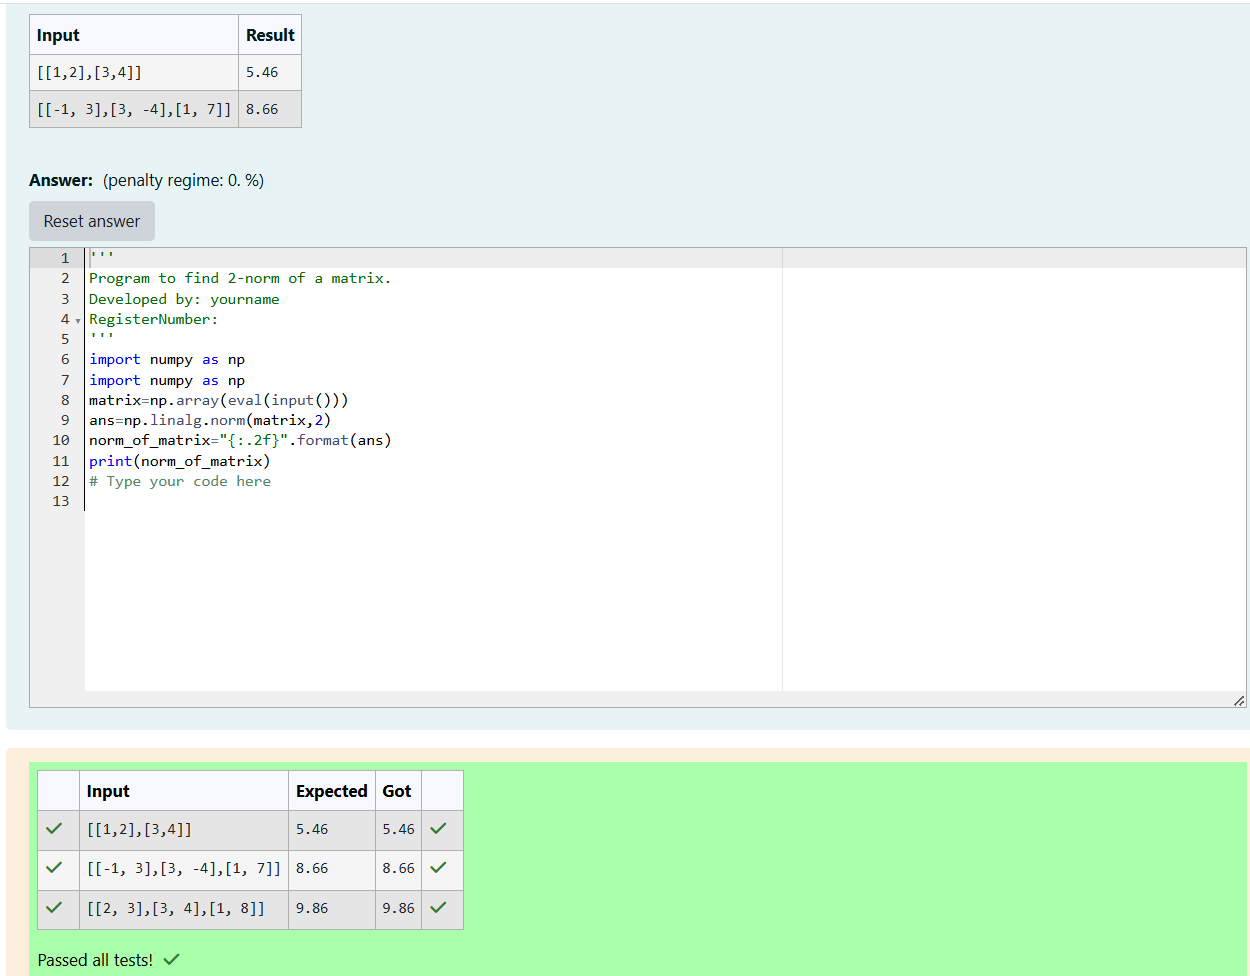 Input Result
[[1,2],[3,4]] 5.46
[[-1, 3],[3, -4],[1, 7]] 8.66
Answer: (penalty regime: 0. %)
Reset answer
1 '''
2 Program to find 2-norm of a matrix.
3 Developed by: yourname
4 RegisterNumber:
5 '''
6 import numpy as np
7 import numpy as np
8 matrix=np.array(eval(input()))
9 ans=np.linalg.norm(matrix,2)
10 norm_of_matrix="{:.2f}".format(ans)
11 print(norm_of_matrix)
12 # Type your code here
13
Input Expected Got
[[1,2],[3,4]] 5.46 5.46
[[-1, 3],[3, -4],[1, 7]] 8.66 8.66
[[2, 3],[3, 4],[1, 8]] 9.86 9.86
Passed all tests!